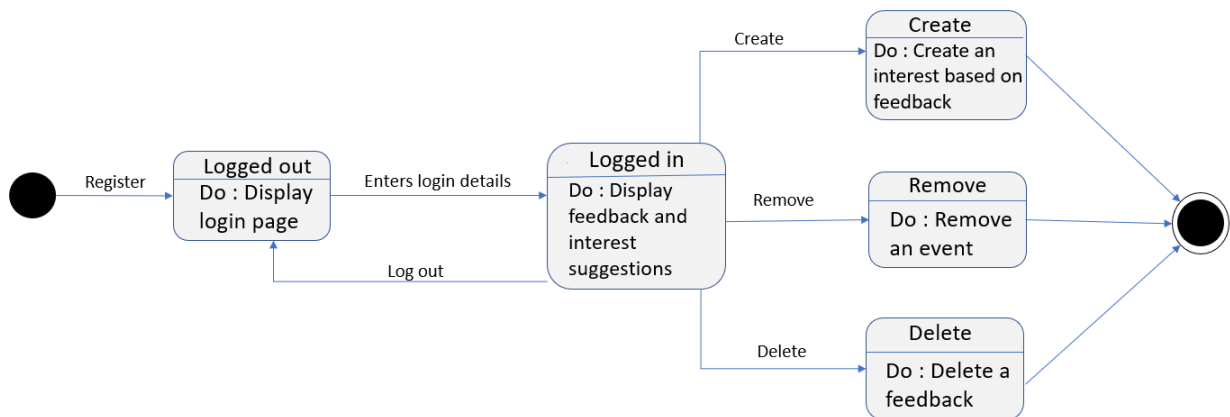 Register
Logged out
Do : Display
login page
Enters login details
Log out
Logged in
Do : Display
feedback and
interest
suggestions
Create
Create
Do : Create an
interest based on
feedback
Remove
Remove
Do : Remove
an event
Delete
Delete
Do : Delete a
feedback